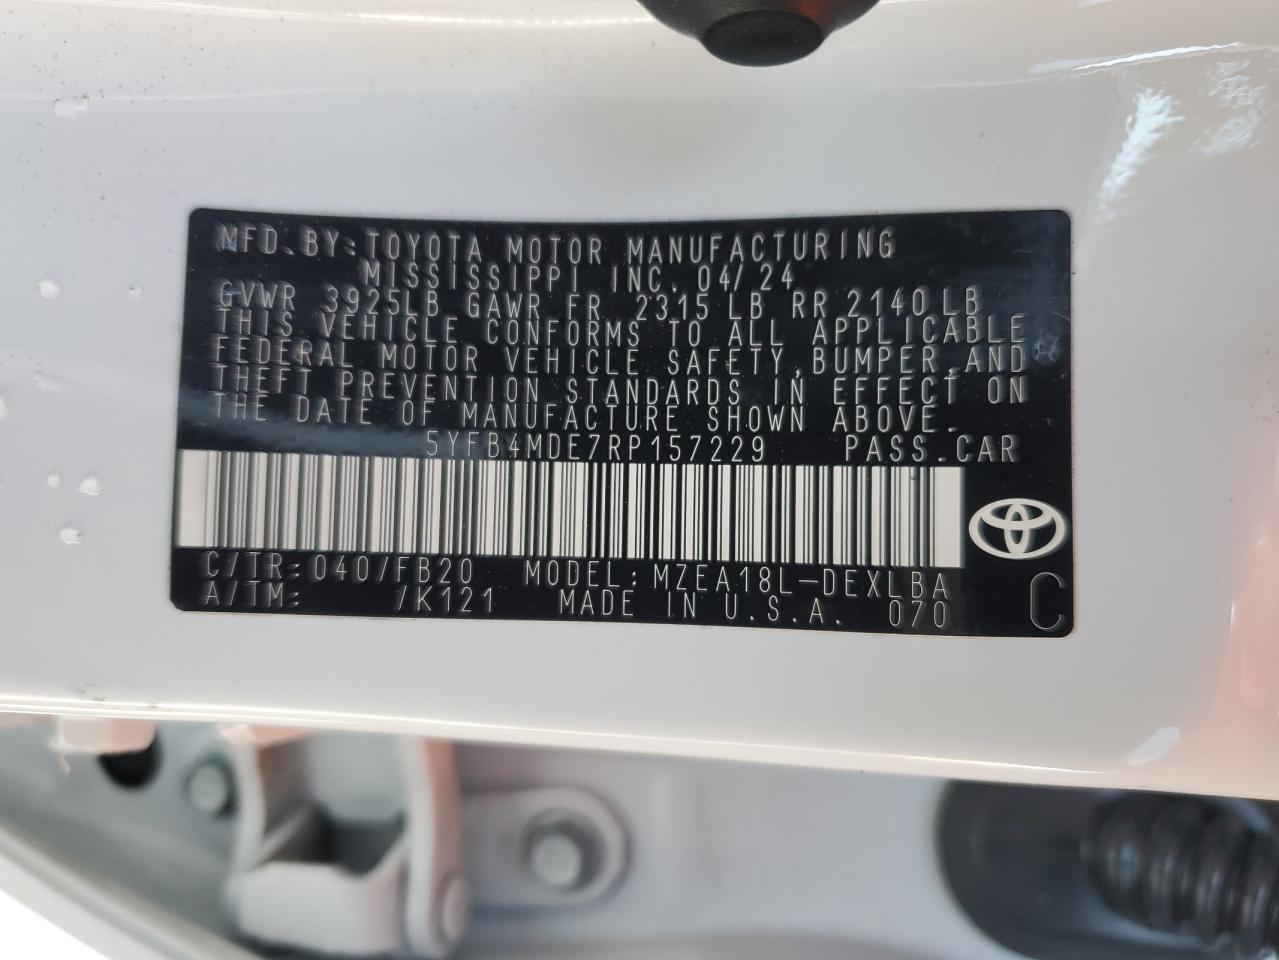 MFD. BY: TOYOTA MOTOR MANUFACTURING
MISSISSIPPI INC. 04/24
GVWR 3925LB GAWR FR 2315 LB RR 2140 LB
THIS VEHICLE CONFORMS TO ALL APPLICABLE
FEDERAL MOTOR VEHICLE SAFETY, BUMPER, AND
THEFT PREVENTION STANDARDS IN EFFECT ON
THE DATE OF MANUFACTURE SHOWN ABOVE.
5YFB4MDE7RP157229 PASS. CAR
C/TR: 040/FB20 MODEL: MZEA18L-DEXLBA
A/TM: /K121 MADE IN U.S.A. 070 C